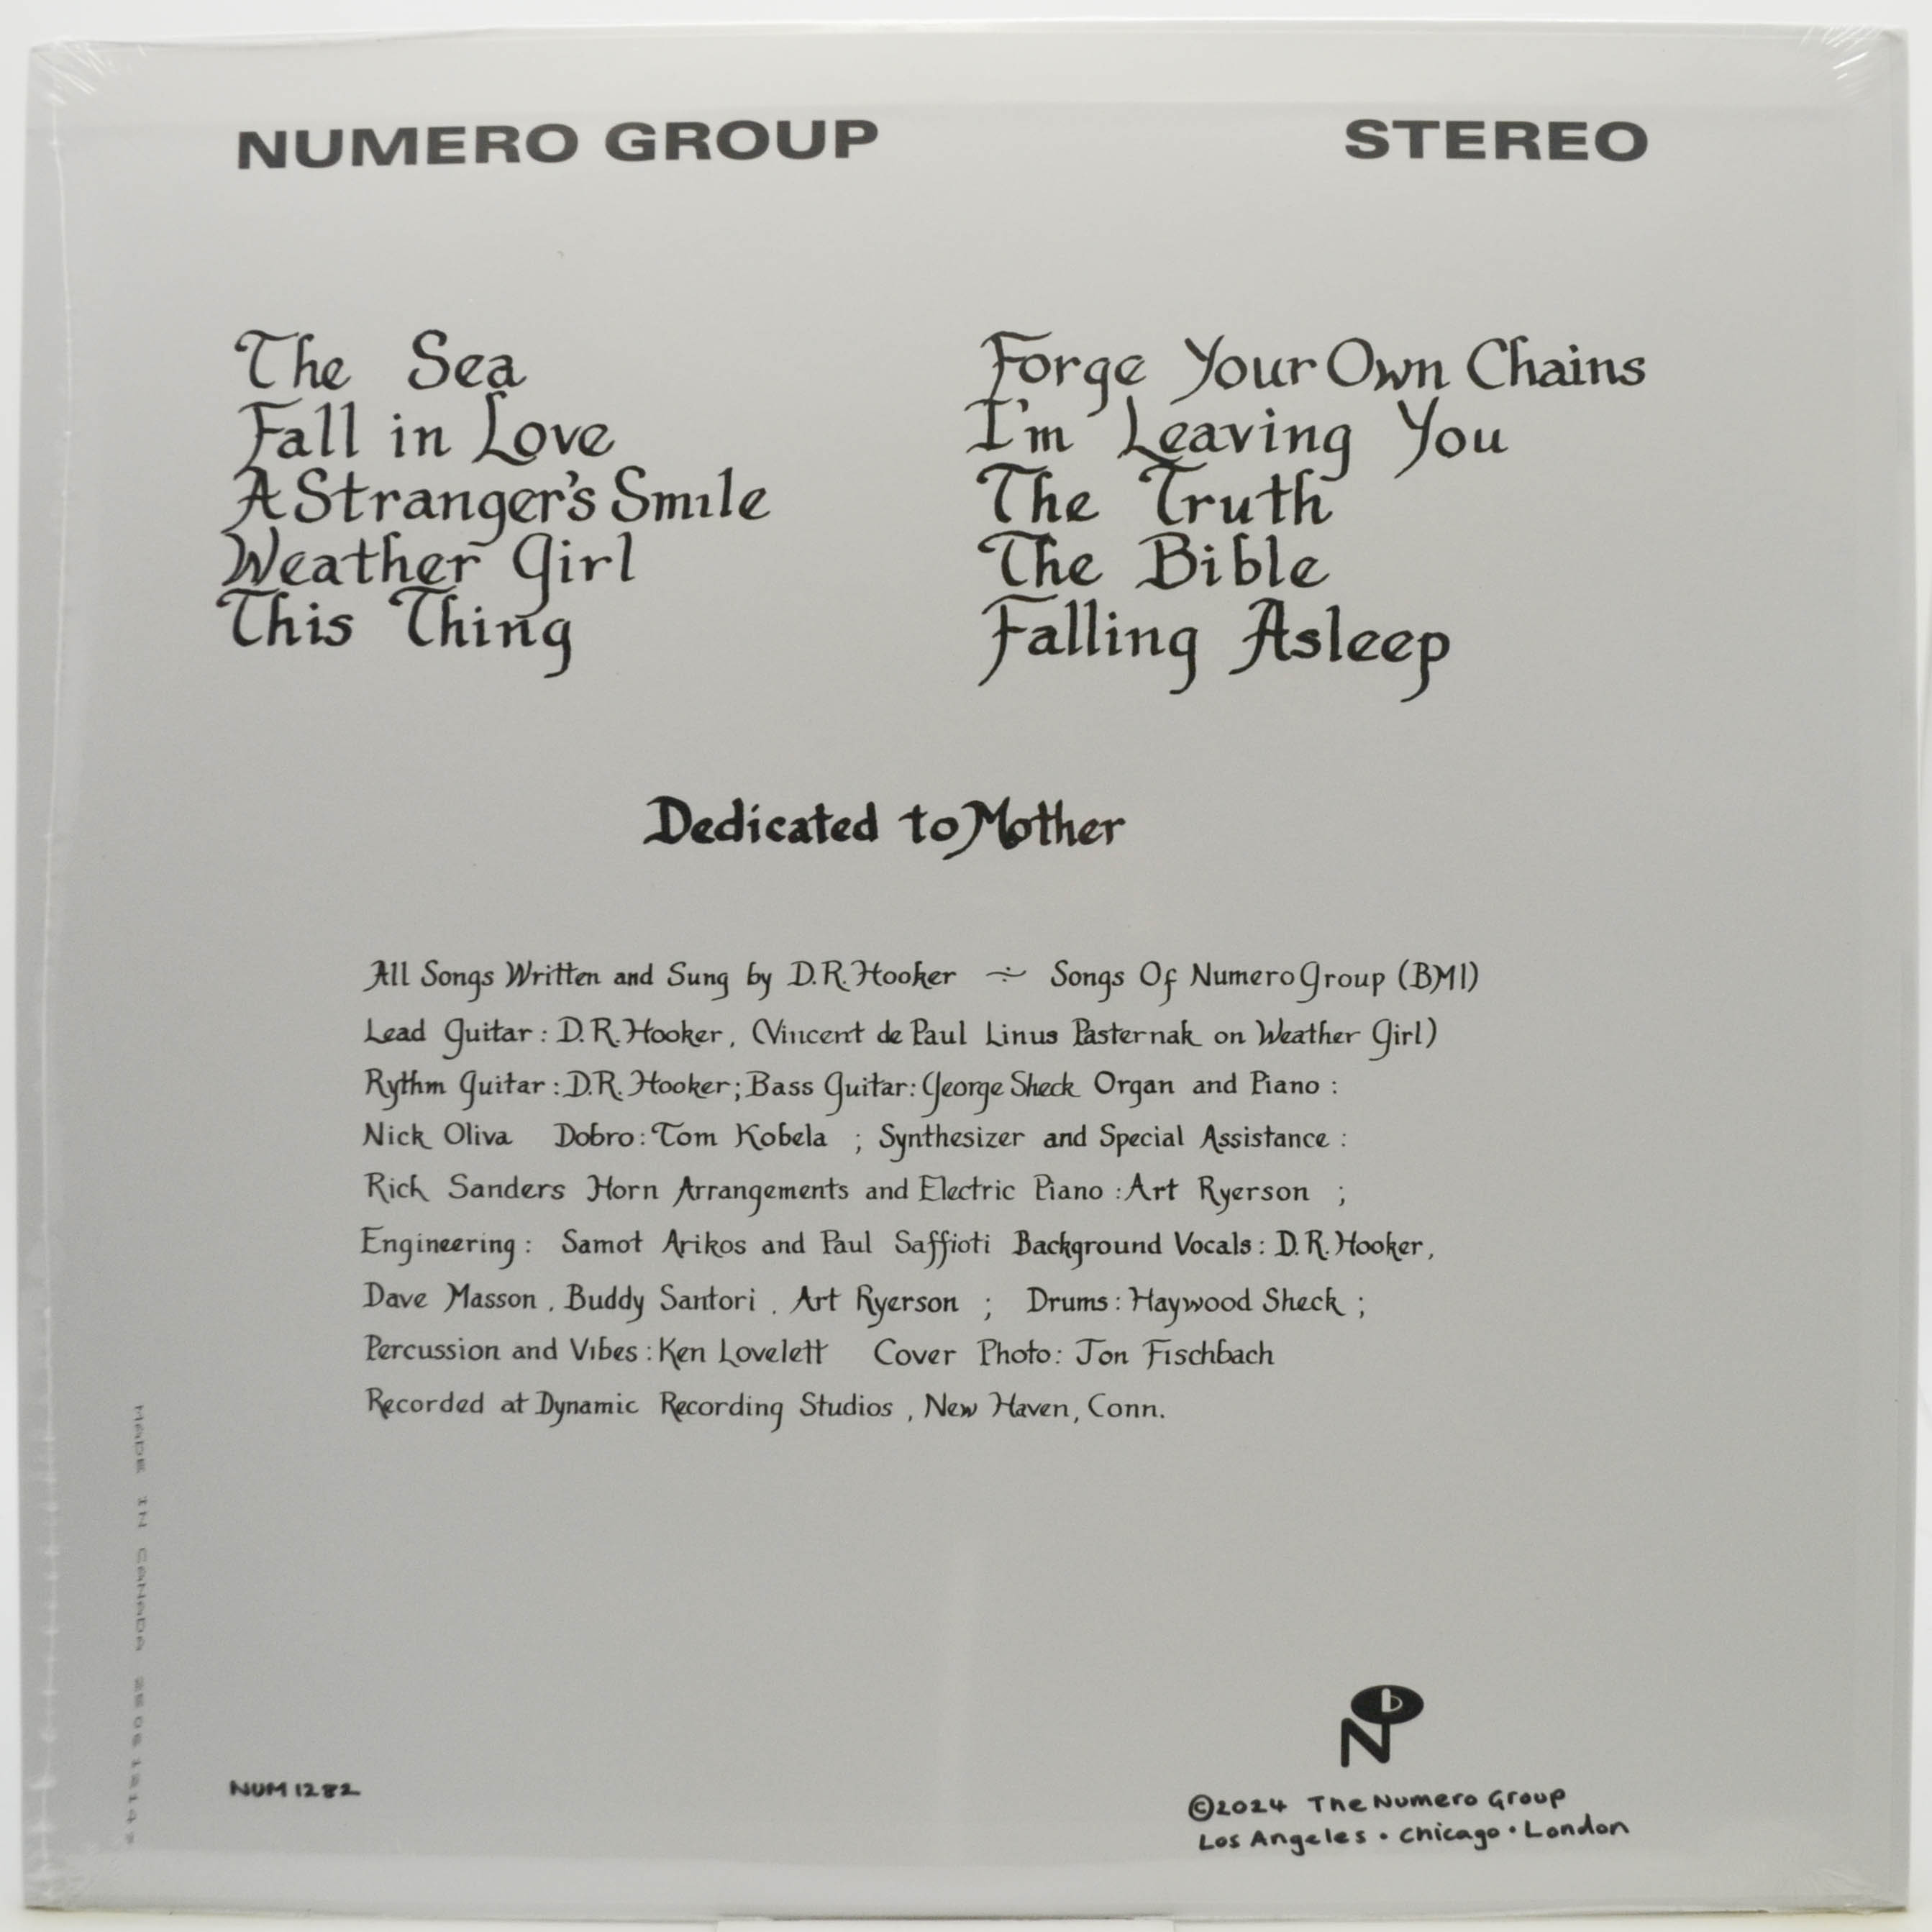 NUMERO GROUP STEREO
The Sea
Fall in Love
A Stranger's Smile
Weather Girl
This Thing
Forge Your Own Chains
I'm Leaving You
The Truth
The Bible
Falling Asleep
Dedicated to Mother
All Songs Written and Sung by D.R. Hooker ÷ Songs Of Numero Group (BMI)
Lead Guitar : D.R. Hooker, (Vincent de Paul Linus Pasternak on Weather Girl)
Rythm Guitar : D.R. Hooker; Bass Guitar: George Sheck Organ and Piano :
Nick Oliva Dobro : Tom Kobela ; Synthesizer and Special Assistance :
Rich Sanders Horn Arrangements and Electric Piano : Art Ryerson ;
Engineering : Samot Arikos and Paul Saffioti Background Vocals : D.R. Hooker,
Dave Masson , Buddy Santori , Art Ryerson ; Drums : Haywood Sheck ;
Percussion and Vibes : Ken Lovelett Cover Photo : Jon Fischbach
Recorded at Dynamic Recording Studios , New Haven, Conn.
MADE IN CANADA
NUM 1282
b
N
©2024 The Numero Group
Los Angeles • Chicago • London